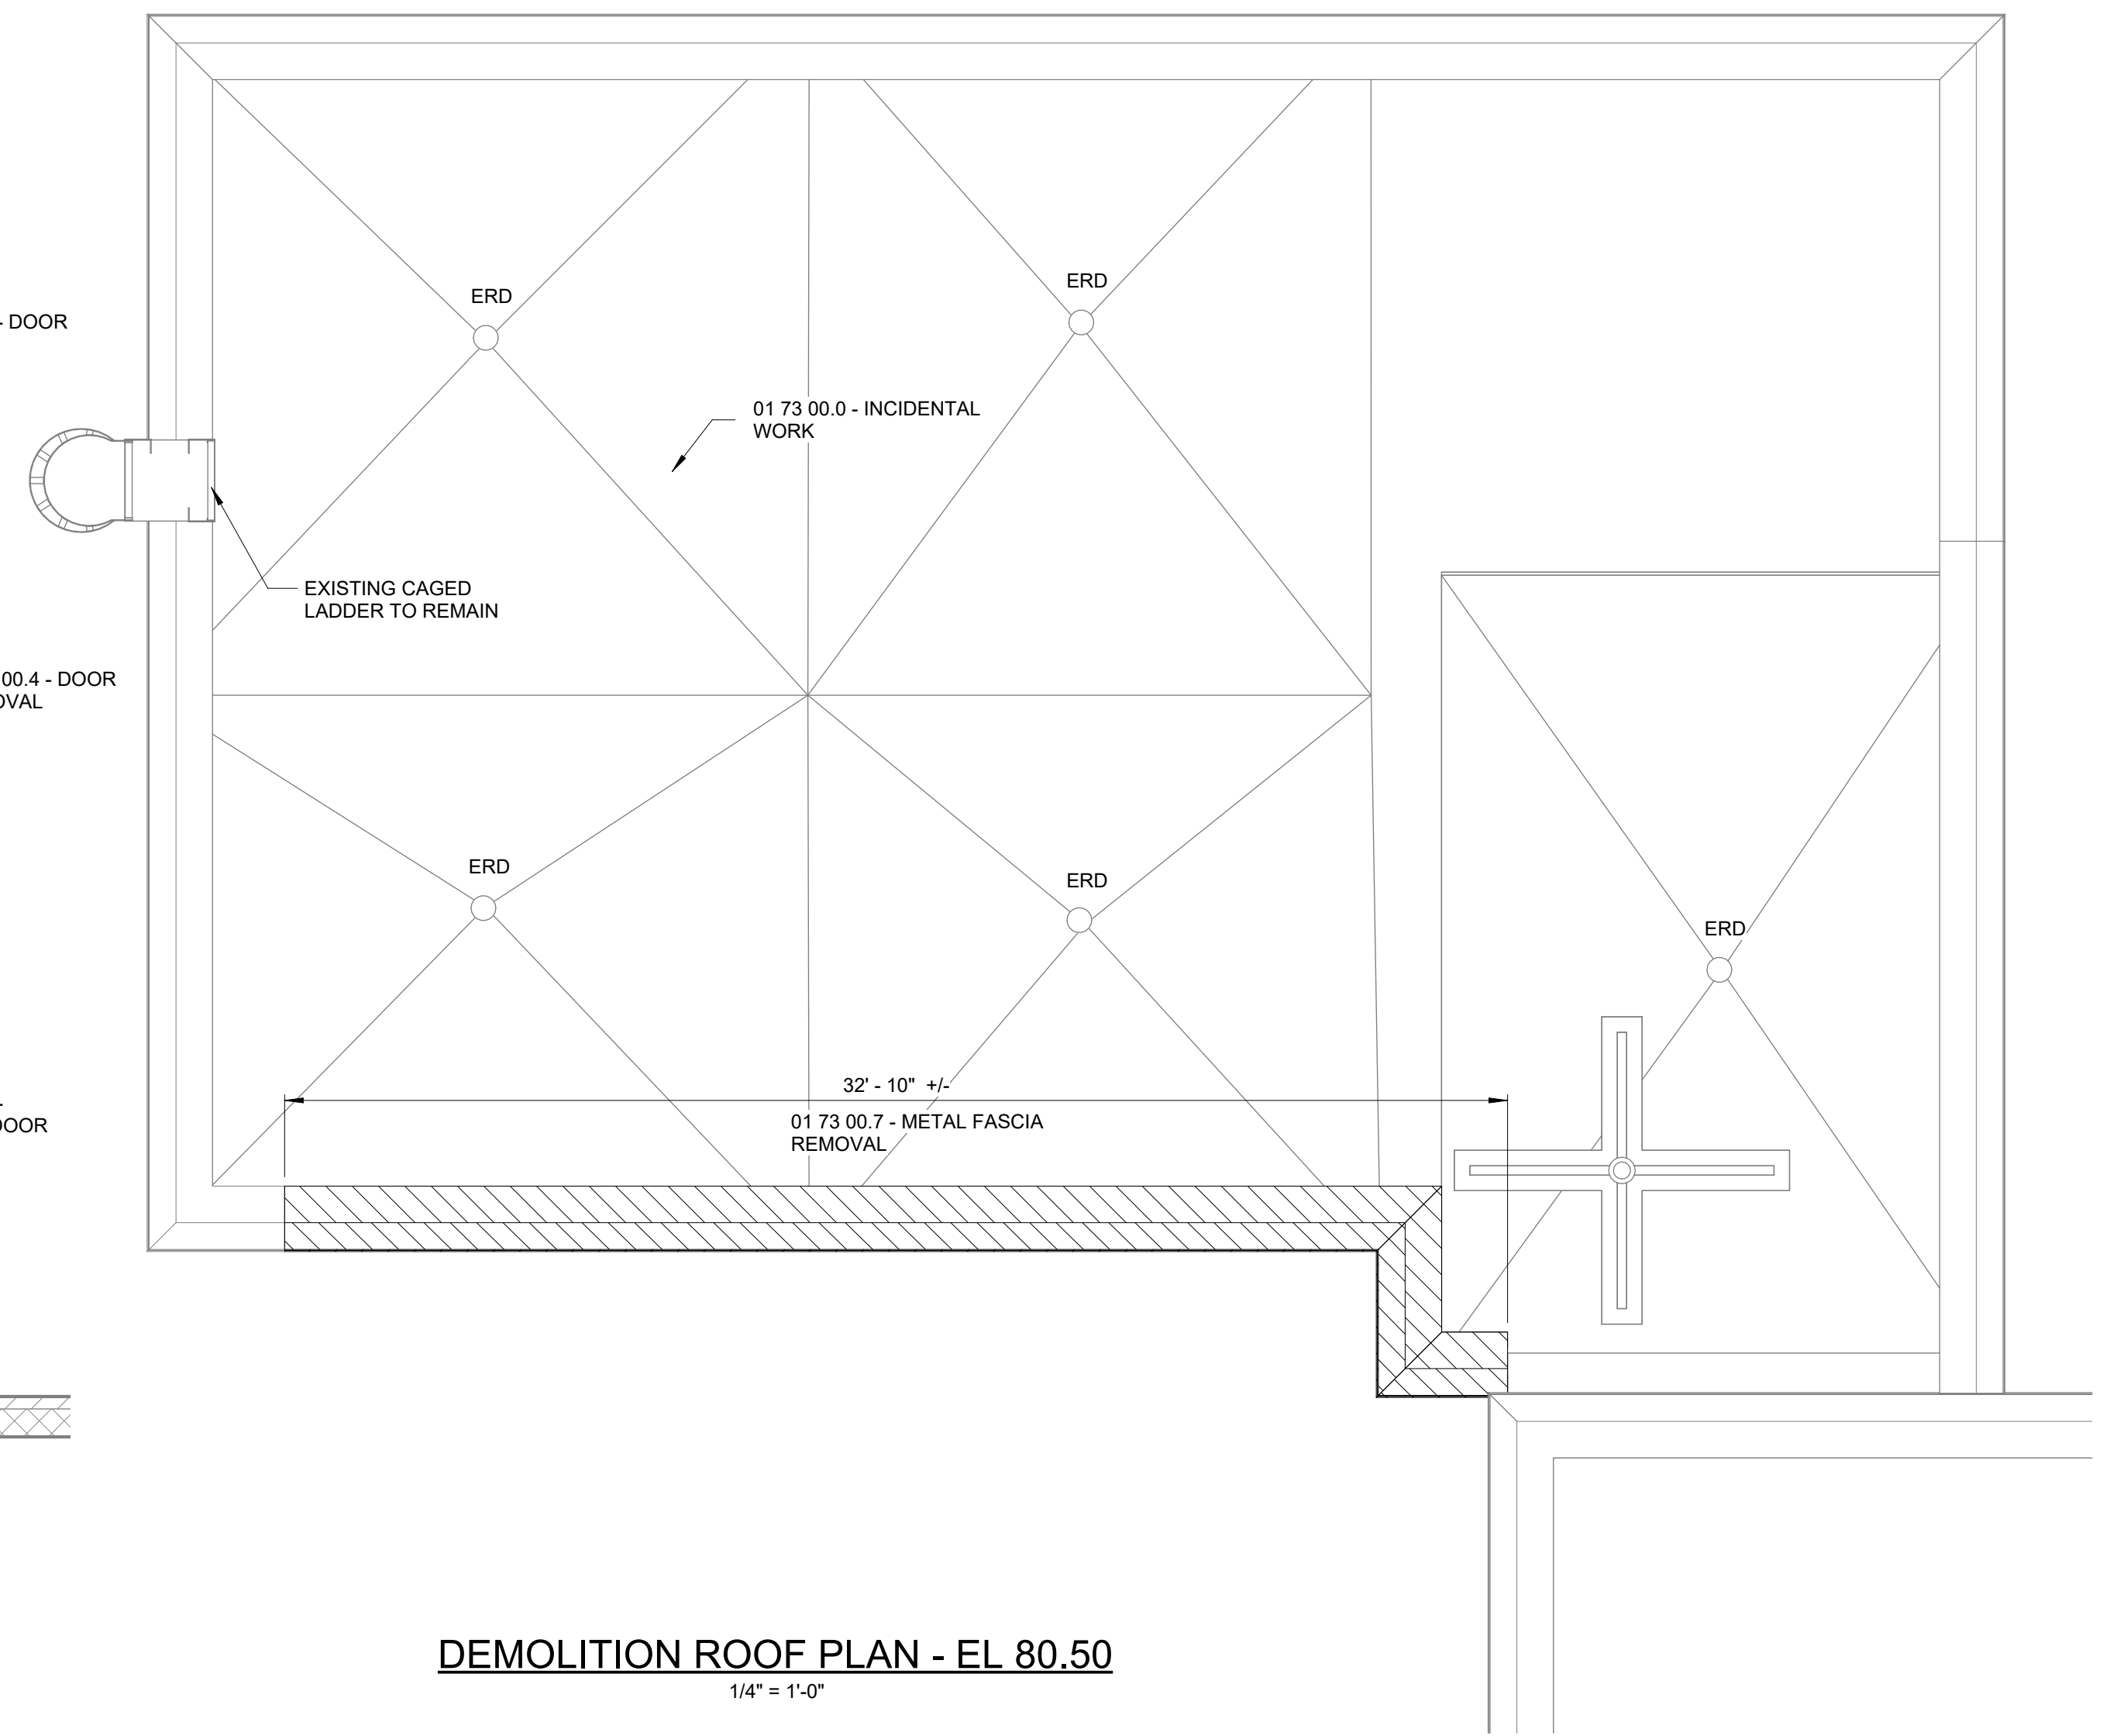 ERD
ERD
- DOOR
01 73 00.0 - INCIDENTAL
WORK
EXISTING CAGED
LADDER TO REMAIN
00.4 - DOOR
OVAL
ERD
ERD
ERD
32' - 10" +/-
01 73 00.7 - METAL FASCIA
REMOVAL
-
DOOR
DEMOLITION ROOF PLAN - EL 80.50
1/4" = 1'-0"